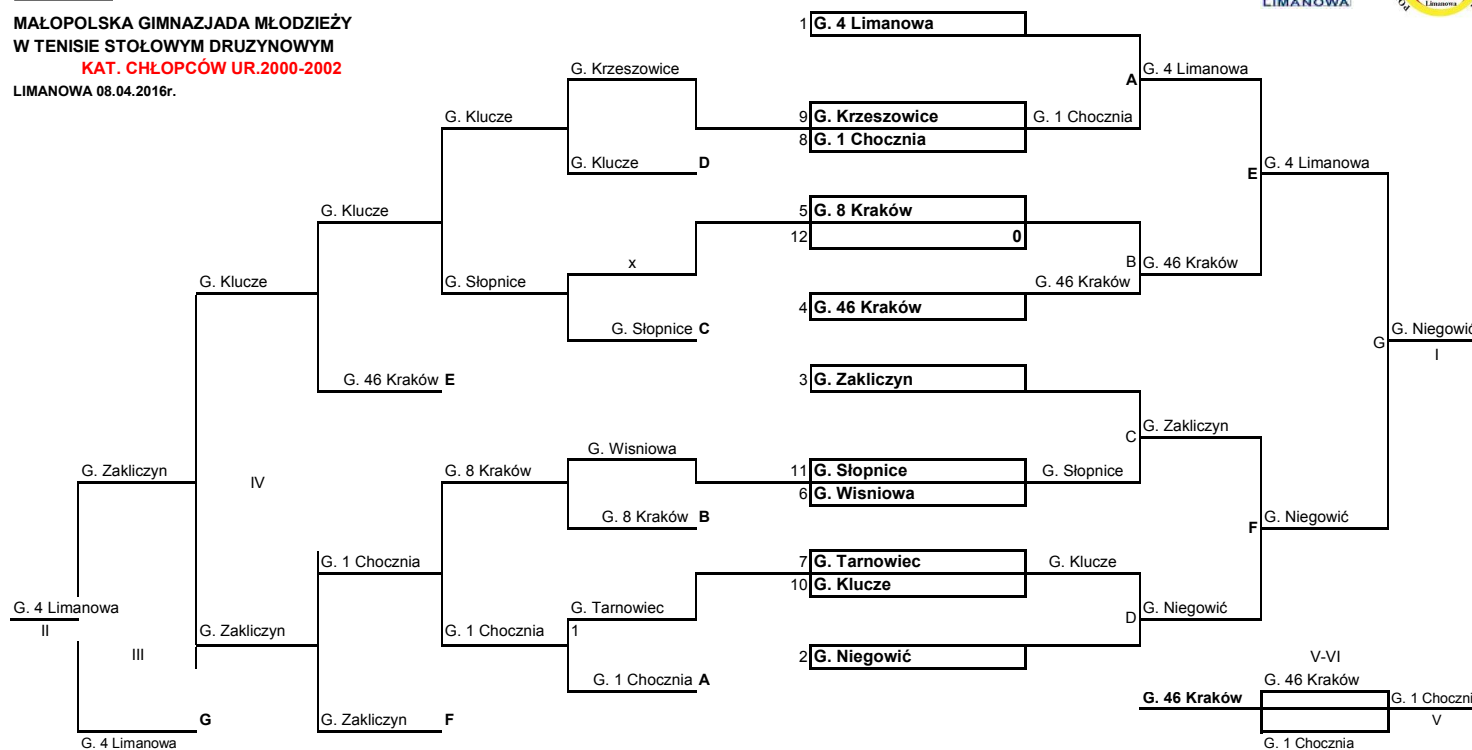 LIMANOWA
Limanowa
MAŁOPOLSKA GIMNAZJADA MŁODZIEŻY
W TENISIE STOŁOWYM DRUZYNOWYM
KAT. CHŁOPCÓW UR.2000-2002
LIMANOWA 08.04.2016r.
1 G. 4 Limanowa
G. Krzeszowice
A G. 4 Limanowa
G. Klucze
9 G. Krzeszowice G. 1 Chocznia
8 G. 1 Chocznia
G. Klucze D
E G. 4 Limanowa
G. Klucze
5 G. 8 Kraków
12 0
x
B G. 46 Kraków
G. Klucze
G. Słopnice
G. 46 Kraków
4 G. 46 Kraków
G. Słopnice C
G G. Niegowić
I
G. 46 Kraków E
3 G. Zakliczyn
C G. Zakliczyn
G. Wisniowa
G. Zakliczyn
IV
G. 8 Kraków
11 G. Słopnice G. Słopnice
6 G. Wisniowa
G. 8 Kraków B
F G. Niegowić
G. 1 Chocznia
7 G. Tarnowiec G. Klucze
10 G. Klucze
G. 4 Limanowa
II
G. Tarnowiec
D G. Niegowić
G. Zakliczyn
G. 1 Chocznia
1
III
2 G. Niegowić
V-VI
G. 1 Chocznia A
G. 46 Kraków
G. 46 Kraków
G. 1 Choczni
V
G
G. Zakliczyn F
G. 4 Limanowa
G. 1 Chocznia